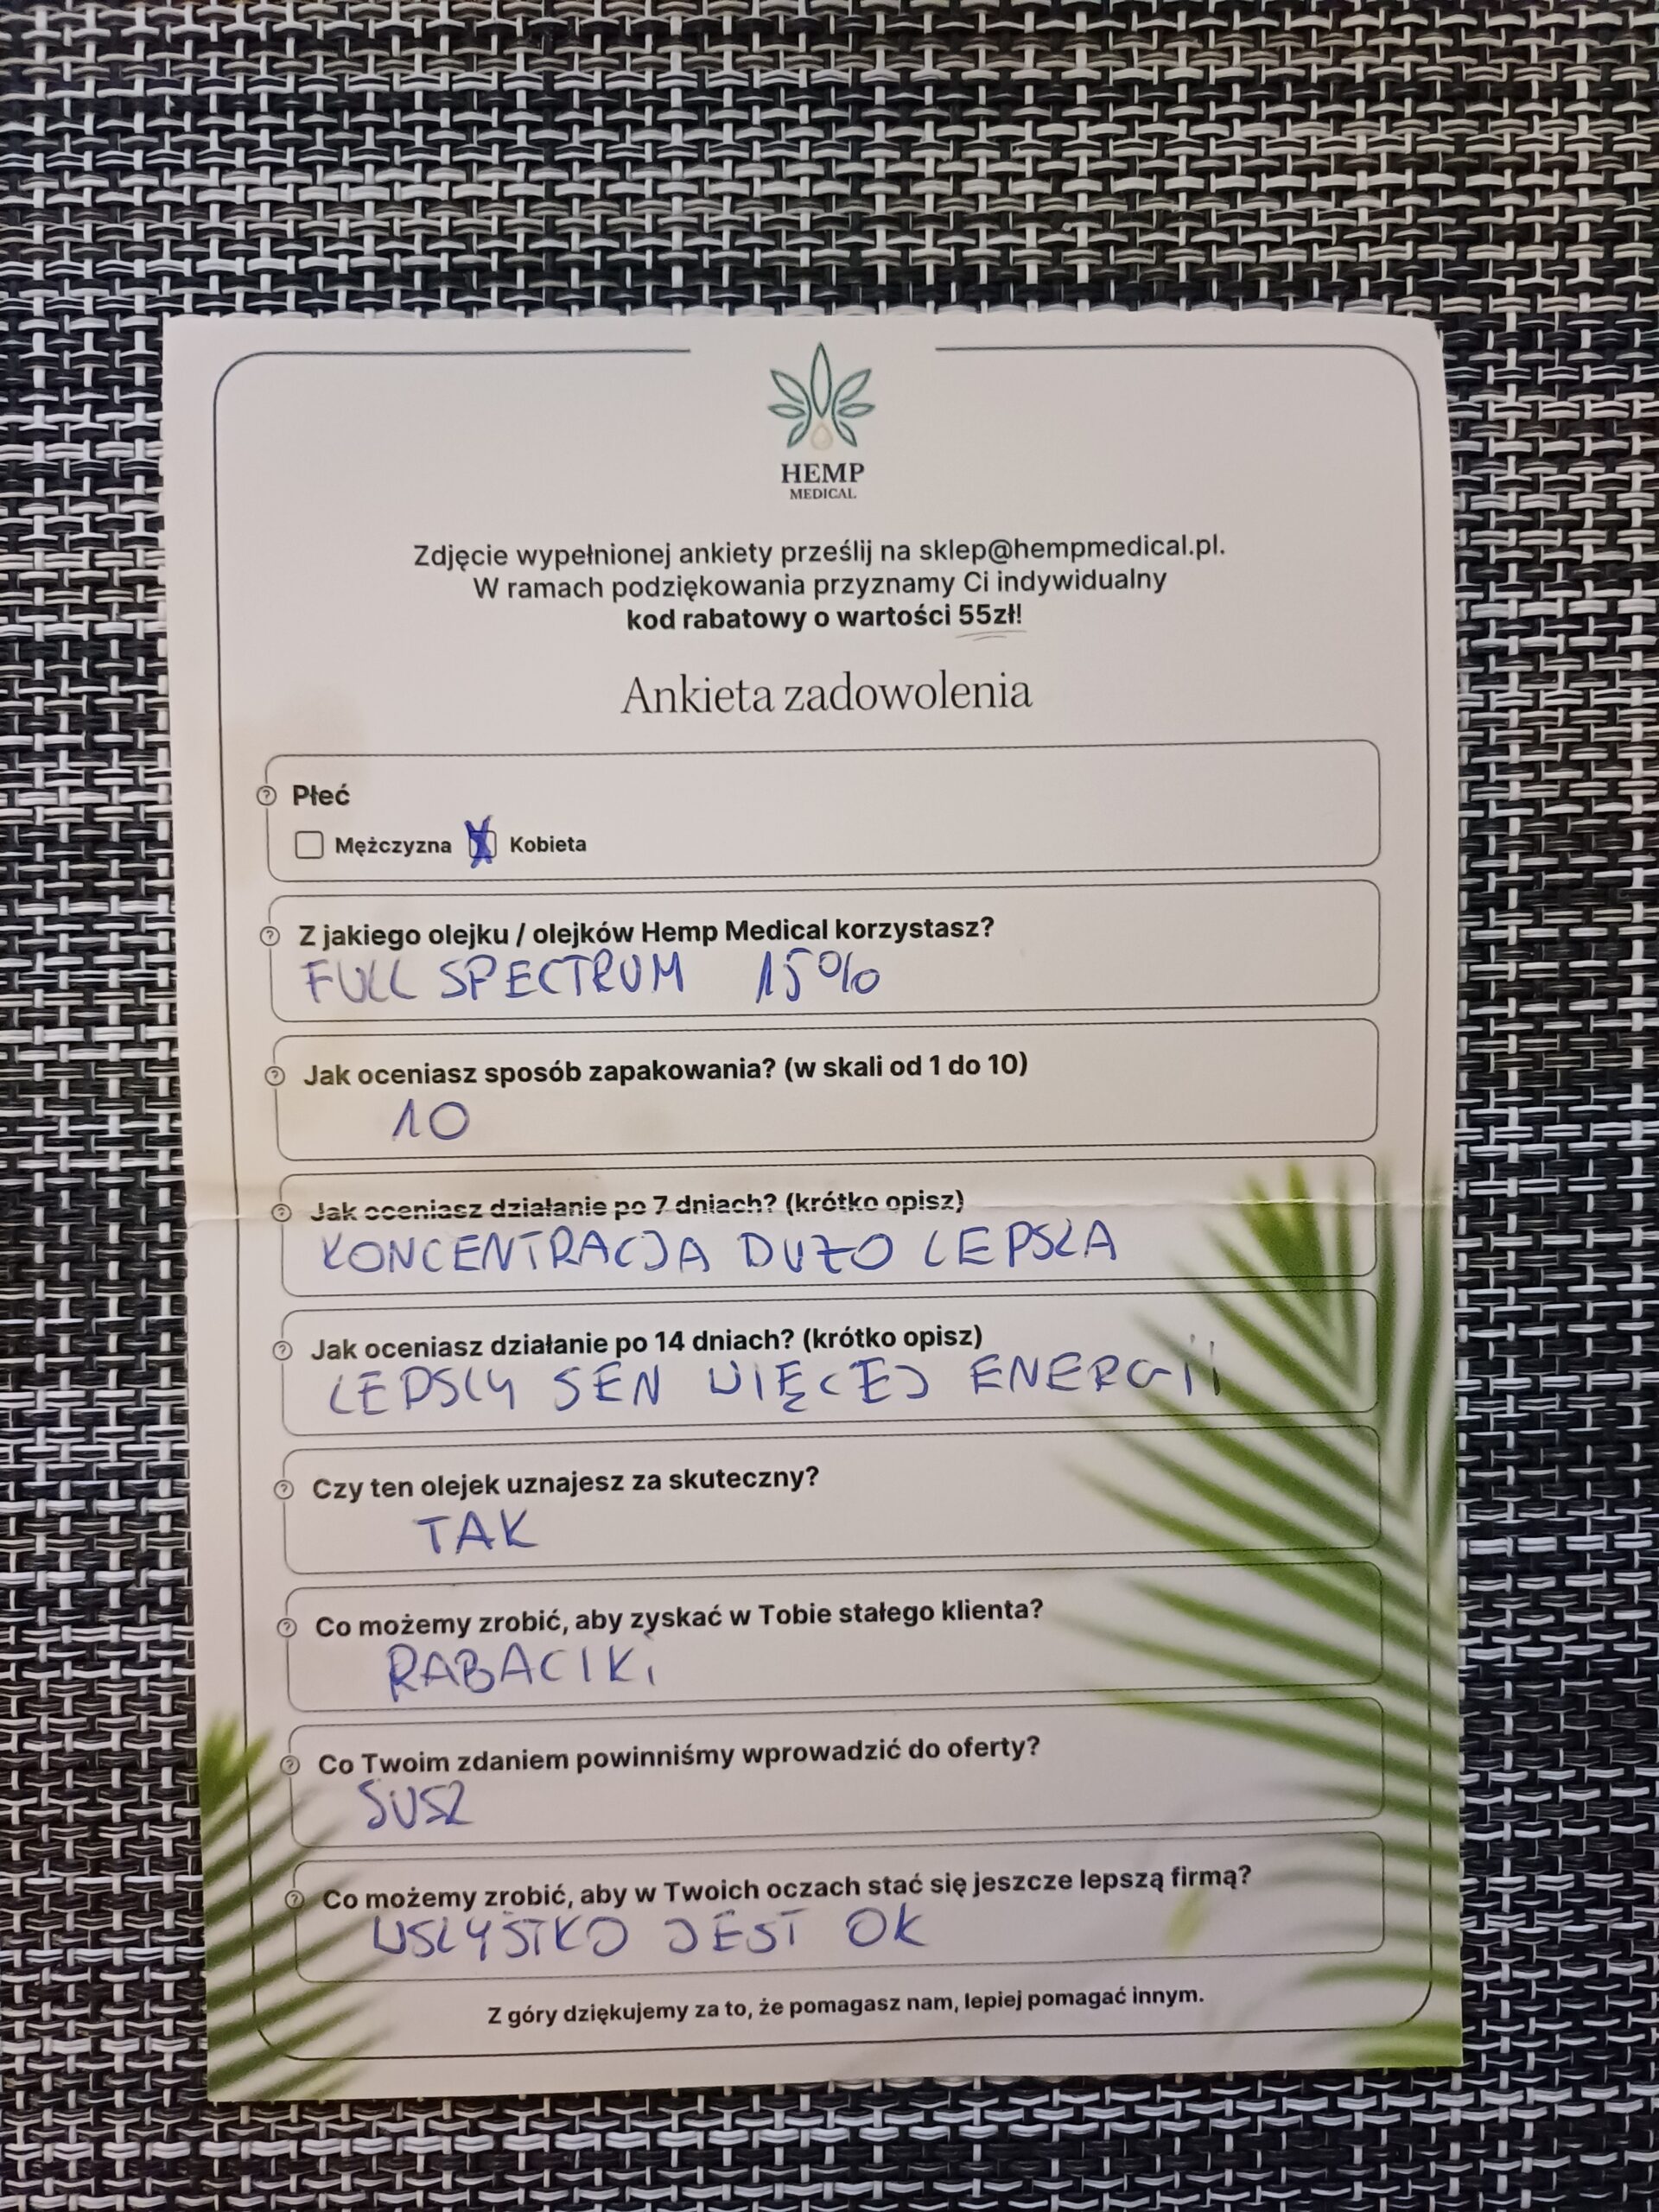 HEMP
MEDICAL
Zdjęcie wypełnionej ankiety prześlij na sklep@hempmedical.pl.
W ramach podziękowania przyznamy Ci indywidualny
kod rabatowy o wartości 55zł!
Ankieta zadowolenia
Płeć
Mężczyzna X Kobieta
Z jakiego olejku / olejków Hemp Medical korzystasz?
FULL SPECTRUM 15%
Jak oceniasz sposób zapakowania? (w skali od 1 do 10)
10
Jak oceniasz działanie po 7 dniach? (krótko opisz)
KONCENTRACJA DUŻO LEPSZA
Jak oceniasz działanie po 14 dniach? (krótko opisz)
LEPSZY SEN WIĘCEJ ENERGII
Czy ten olejek uznajesz za skuteczny?
TAK
Co możemy zrobić, aby zyskać w Tobie stałego klienta?
RABACIKI
Co Twoim zdaniem powinniśmy wprowadzić do oferty?
SUSZ
Co możemy zrobić, aby w Twoich oczach stać się jeszcze lepszą firmą?
WSZYSTKO JEST OK
Z góry dziękujemy za to, że pomagasz nam, lepiej pomagać innym.